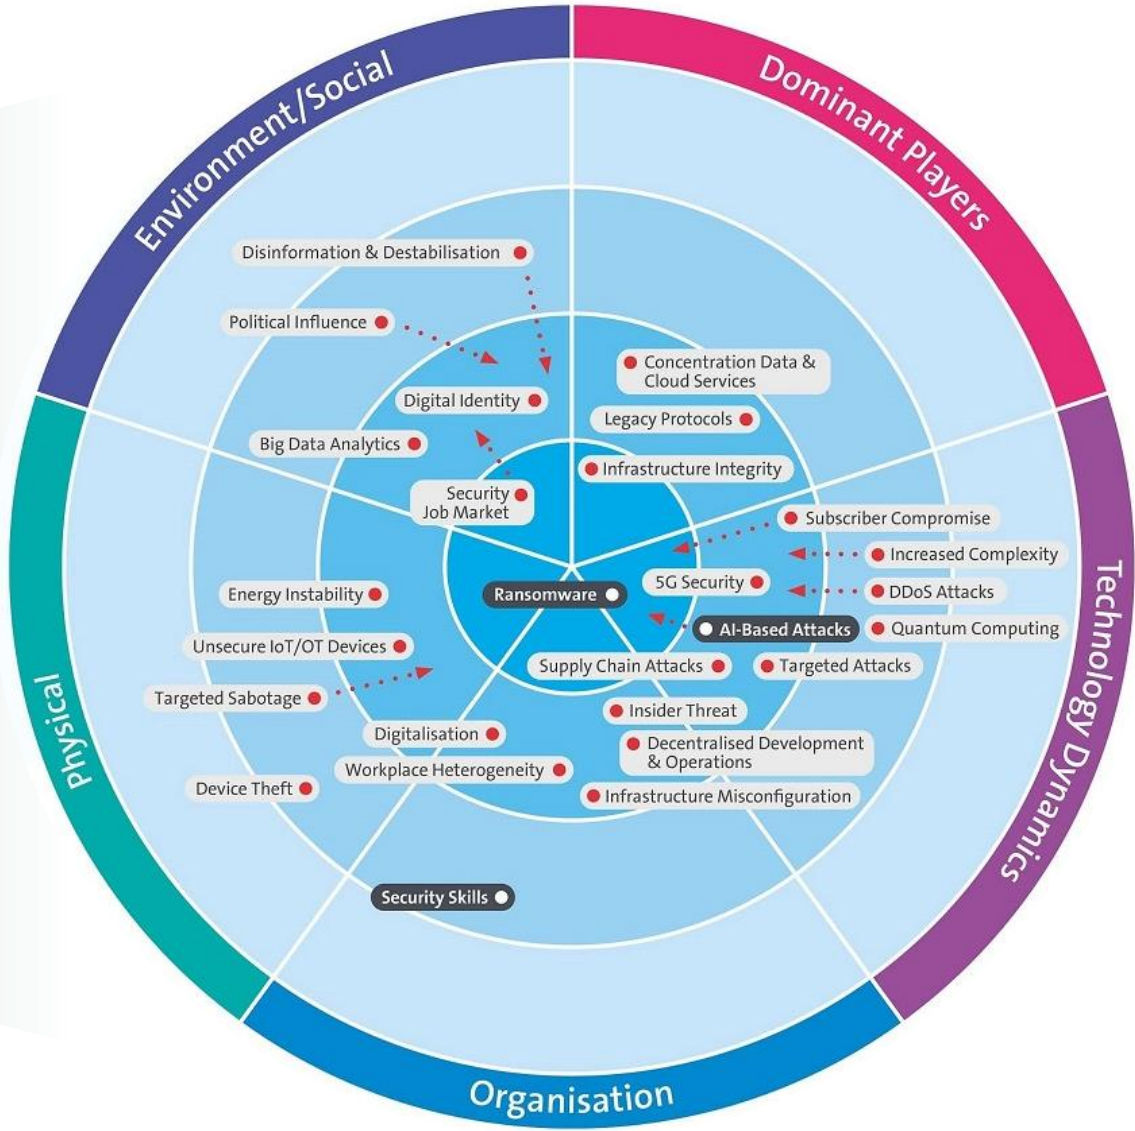 Environment/Social
Dominant Players
Disinformation & Destabilisation
Political Influence
Concentration Data &
Cloud Services
Digital Identity
Legacy Protocols
Big Data Analytics
Infrastructure Integrity
Security
Job Market
Subscriber Compromise
Increased Complexity
5G Security
DDoS Attacks
Energy Instability
Ransomware
AI-Based Attacks
Quantum Computing
Unsecure IoT/OT Devices
Supply Chain Attacks
Targeted Attacks
Targeted Sabotage
Insider Threat
Digitalisation
Decentralised Development
& Operations
Workplace Heterogeneity
Device Theft
Infrastructure Misconfiguration
Security Skills
Physical
Technology Dynamics
Organisation